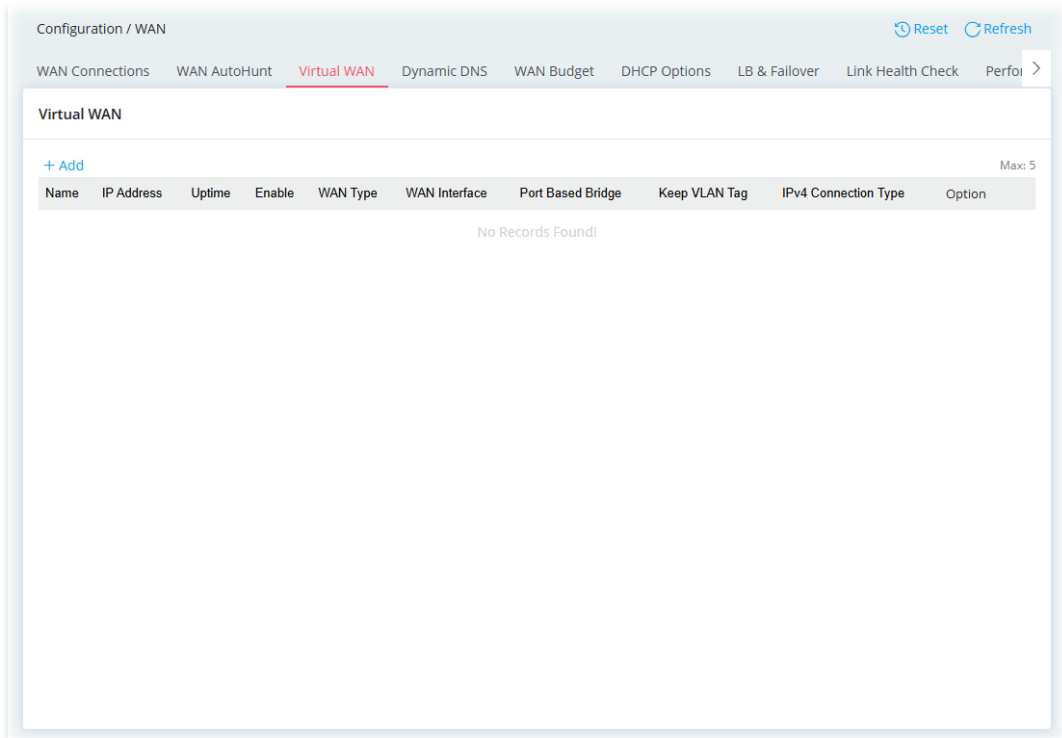 Configuration / WAN Reset Refresh
WAN Connections WAN AutoHunt Virtual WAN Dynamic DNS WAN Budget DHCP Options LB & Failover Link Health Check
Virtual WAN
+ Add Max: 5
Name IP Address Uptime Enable WAN Type WAN Interface Port Based Bridge Keep VLAN Tag IPv4 Connection Type Option
No Records Found!